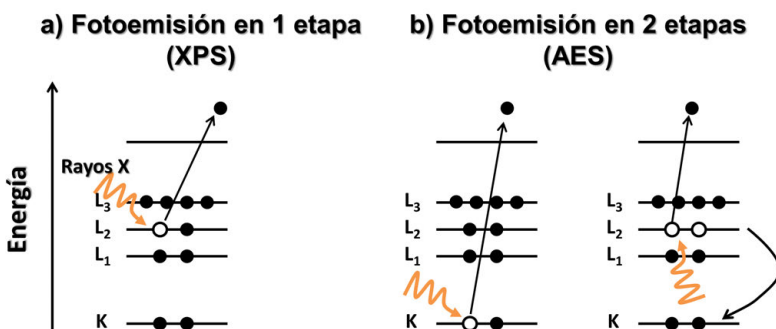 a) Fotoemisión en 1 etapa
(XPS)
b) Fotoemisión en 2 etapas
(AES)
Energía
Rayos X
L3
L2
L1
K
L3
L2
L1
K
L3
L2
L1
K